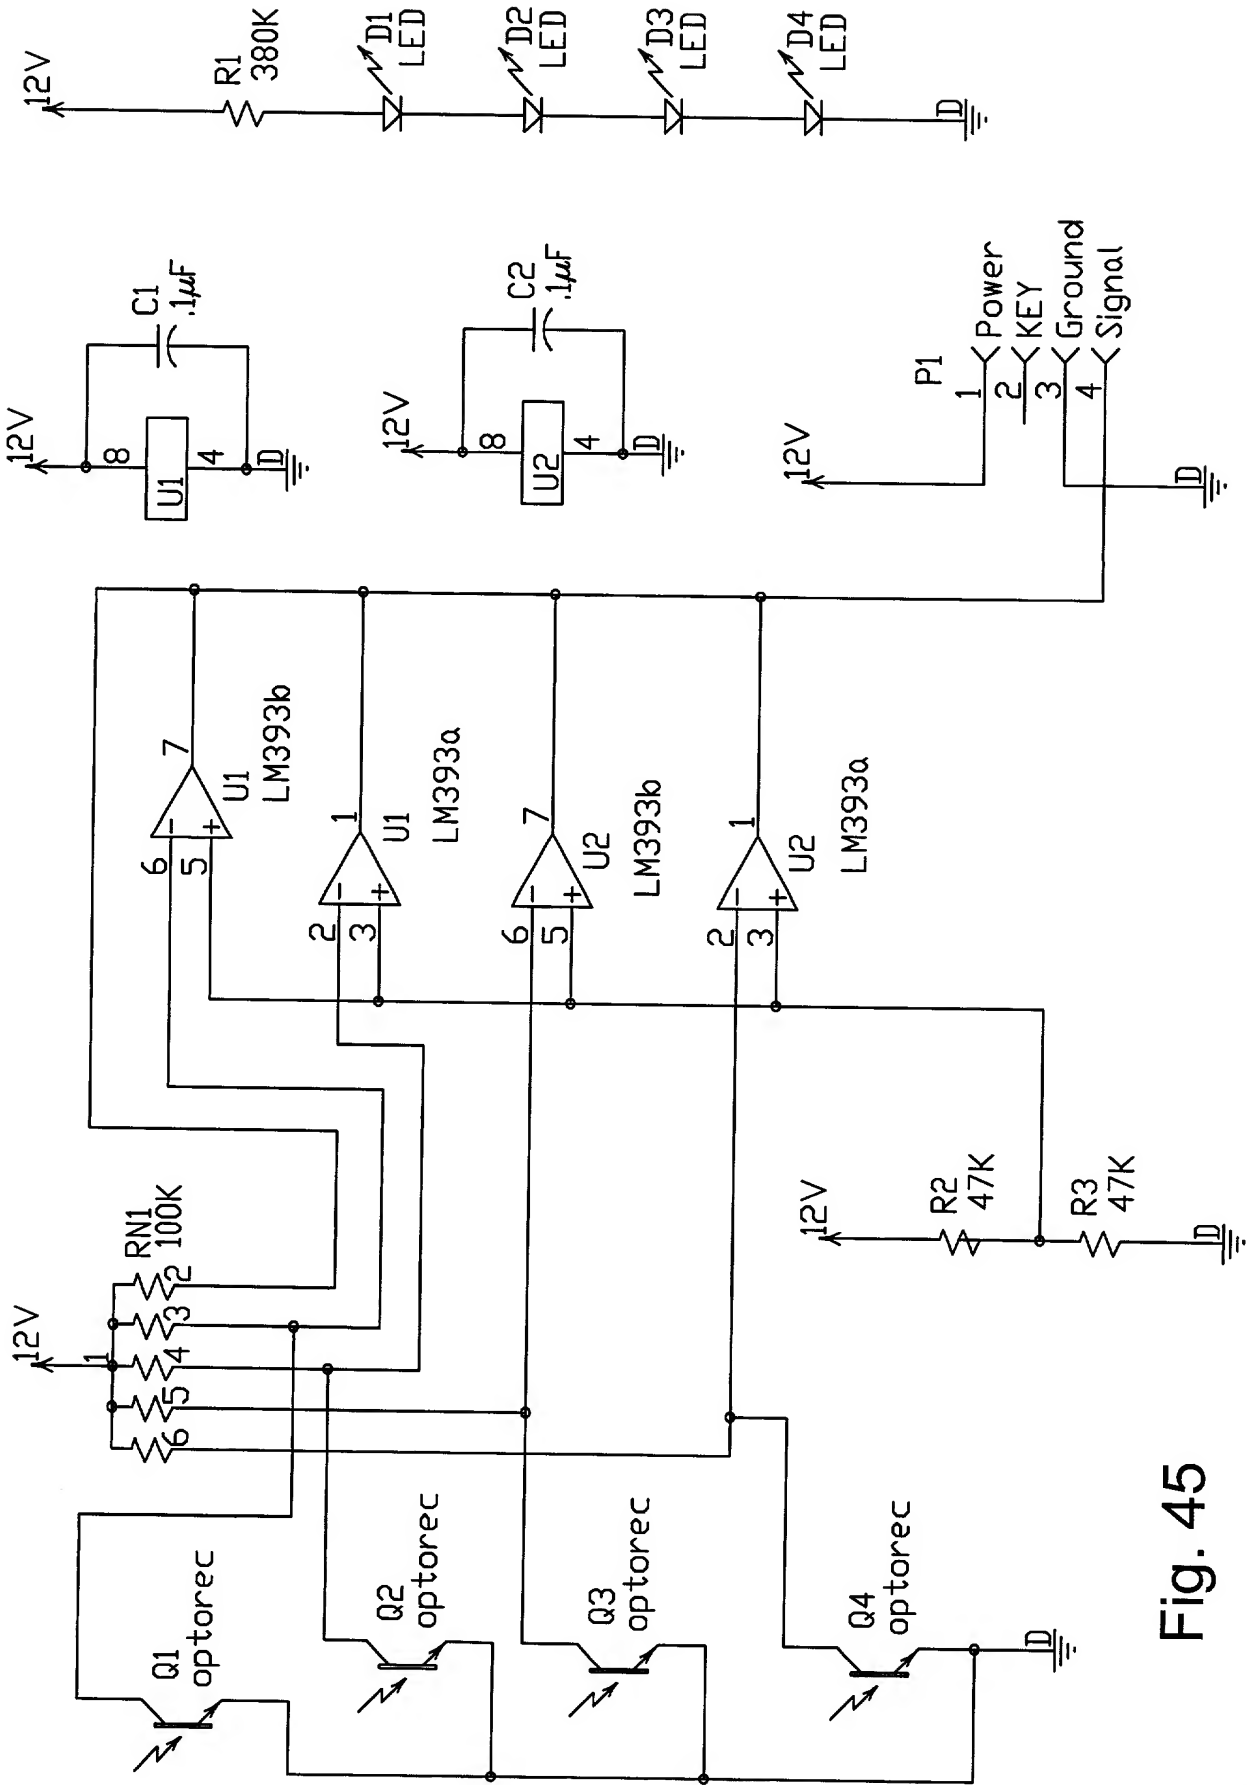 12V
R1
380K
D1
LED
D2
LED
D3
LED
D4
LED
D
12V
8
U1
4
D
C1
.1µF
12V
8
U2
4
D
C2
.1µF
12V
P1
1 Power
2 KEY
3 Ground
4 Signal
D
12V
1
RN1
100K
2
3
4
5
6
6
5
-
+
7
U1
LM393b
2
3
-
+
1
U1
LM393a
6
5
-
+
7
U2
LM393b
2
3
-
+
1
U2
LM393a
12V
R2
47K
R3
47K
D
Q1
optorec
Q2
optorec
Q3
optorec
Q4
optorec
D
Fig. 45